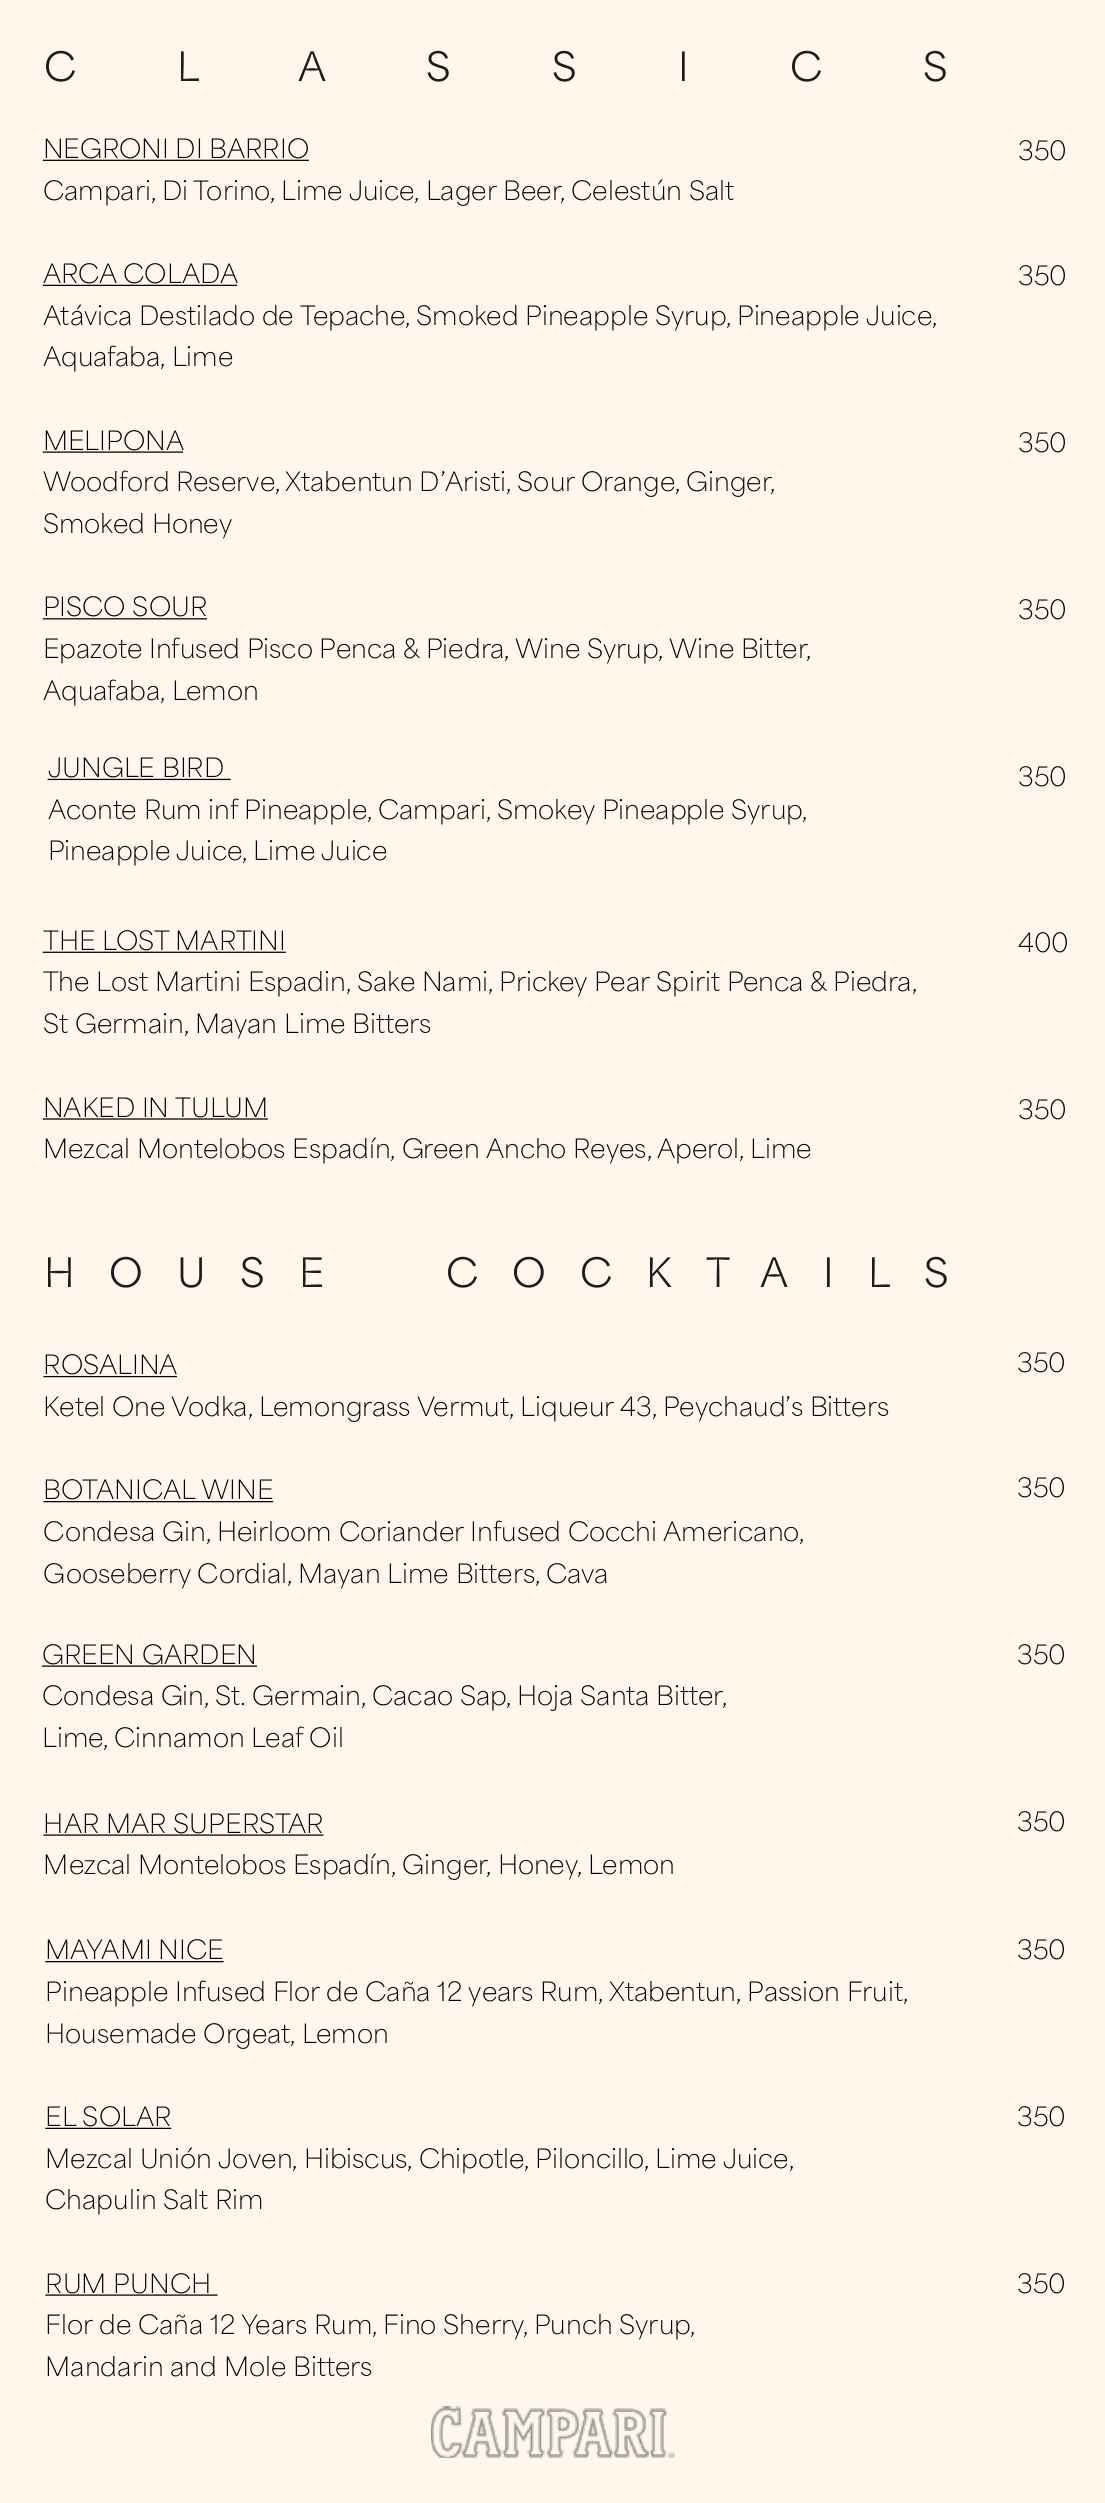 CLASSICS
NEGRONI DI BARRIO 350
Campari, Di Torino, Lime Juice, Lager Beer, Celestún Salt
ARCA COLADA 350
Atávica Destilado de Tepache, Smoked Pineapple Syrup, Pineapple Juice,
Aquafaba, Lime
MELIPONA 350
Woodford Reserve, Xtabentun D’Aristi, Sour Orange, Ginger,
Smoked Honey
PISCO SOUR 350
Epazote Infused Pisco Penca & Piedra, Wine Syrup, Wine Bitter,
Aquafaba, Lemon
JUNGLE BIRD 350
Aconte Rum inf Pineapple, Campari, Smokey Pineapple Syrup,
Pineapple Juice, Lime Juice
THE LOST MARTINI 400
The Lost Martini Espadin, Sake Nami, Prickey Pear Spirit Penca & Piedra,
St Germain, Mayan Lime Bitters
NAKED IN TULUM 350
Mezcal Montelobos Espadín, Green Ancho Reyes, Aperol, Lime
HOUSE COCKTAILS
ROSALINA 350
Ketel One Vodka, Lemongrass Vermut, Liqueur 43, Peychaud’s Bitters
BOTANICAL WINE 350
Condesa Gin, Heirloom Coriander Infused Cocchi Americano,
Gooseberry Cordial, Mayan Lime Bitters, Cava
GREEN GARDEN 350
Condesa Gin, St. Germain, Cacao Sap, Hoja Santa Bitter,
Lime, Cinnamon Leaf Oil
HAR MAR SUPERSTAR 350
Mezcal Montelobos Espadín, Ginger, Honey, Lemon
MAYAMI NICE 350
Pineapple Infused Flor de Caña 12 years Rum, Xtabentun, Passion Fruit,
Housemade Orgeat, Lemon
EL SOLAR 350
Mezcal Unión Joven, Hibiscus, Chipotle, Piloncillo, Lime Juice,
Chapulin Salt Rim
RUM PUNCH 350
Flor de Caña 12 Years Rum, Fino Sherry, Punch Syrup,
Mandarin and Mole Bitters
CAMPARI